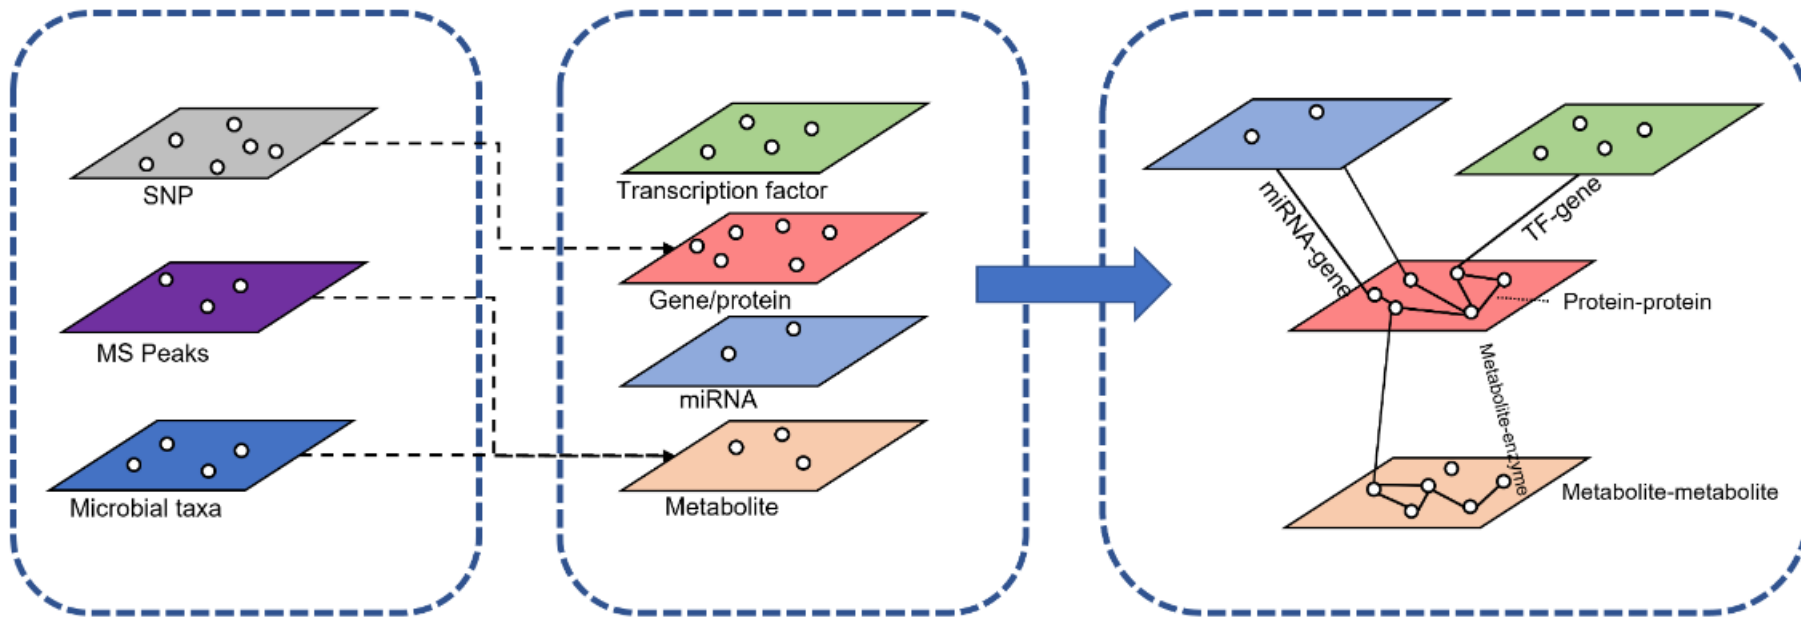 SNP
MS Peaks
Microbial taxa
Transcription factor
Gene/protein
miRNA
Metabolite
miRNA-gene
TF-gene
Protein-protein
Metabolite-enzyme
Metabolite-metabolite